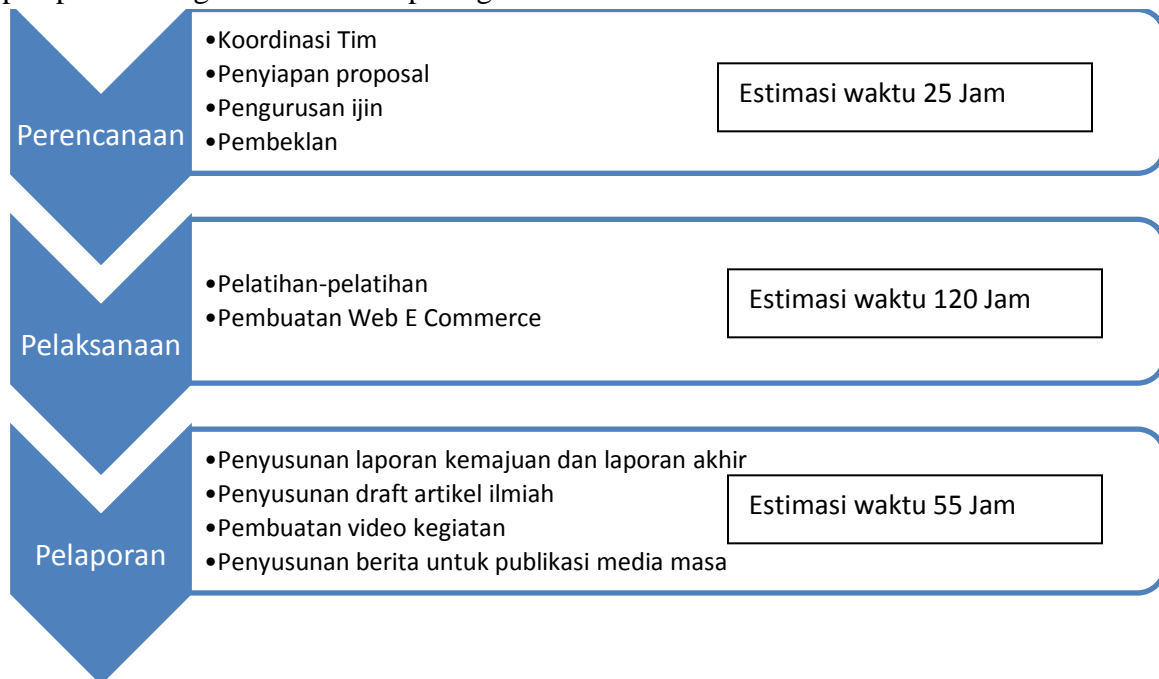 Perencanaan
•Koordinasi Tim
•Penyiapan proposal
•Pengurusan ijin
•Pembeklan
Estimasi waktu 25 Jam
Pelaksanaan
•Pelatihan-pelatihan
•Pembuatan Web E Commerce
Estimasi waktu 120 Jam
Pelaporan
•Penyusunan laporan kemajuan dan laporan akhir
•Penyusunan draft artikel ilmiah
•Pembuatan video kegiatan
•Penyusunan berita untuk publikasi media masa
Estimasi waktu 55 Jam